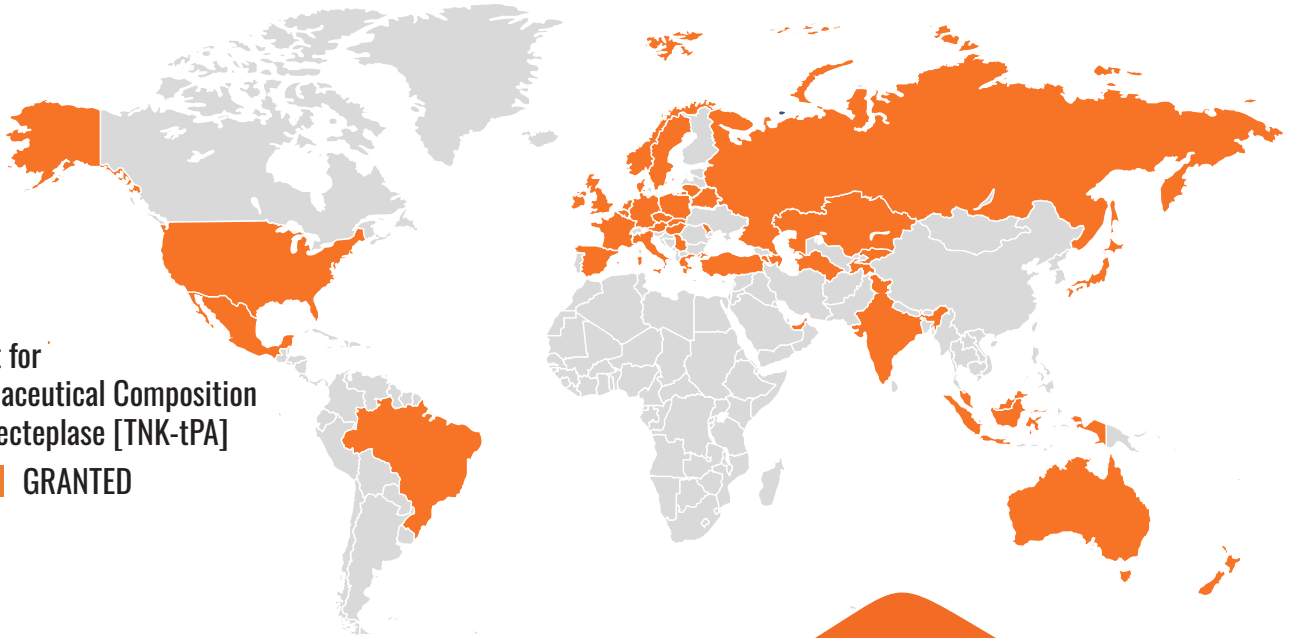 t for
aceutical Composition
ecteplase [TNK-tPA]
GRANTED